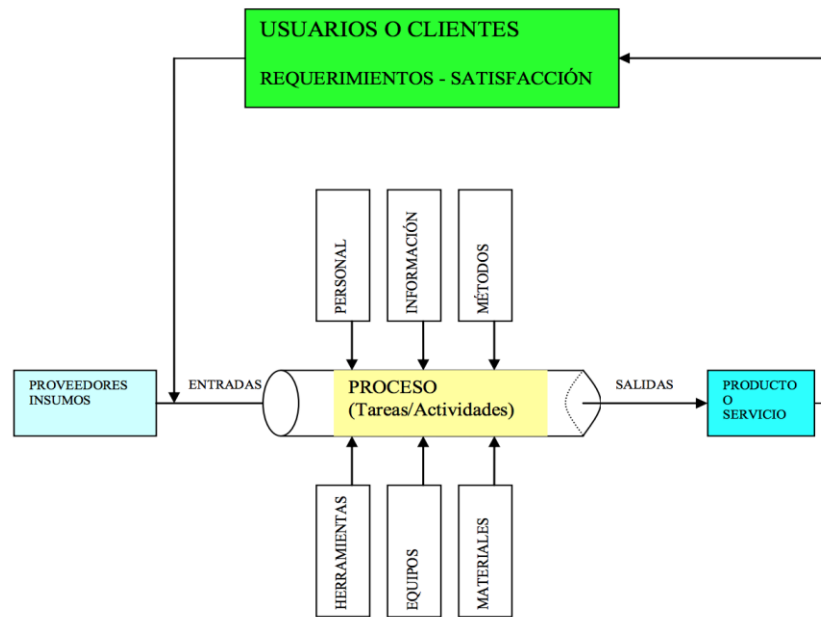 USUARIOS O CLIENTES
REQUERIMIENTOS - SATISFACCIÓN
PERSONAL
INFORMACIÓN
MÉTODOS
PROVEEDORES
INSUMOS
ENTRADAS
PROCESO
(Tareas/Actividades)
SALIDAS
PRODUCTO
O
SERVICIO
HERRAMIENTAS
EQUIPOS
MATERIALES